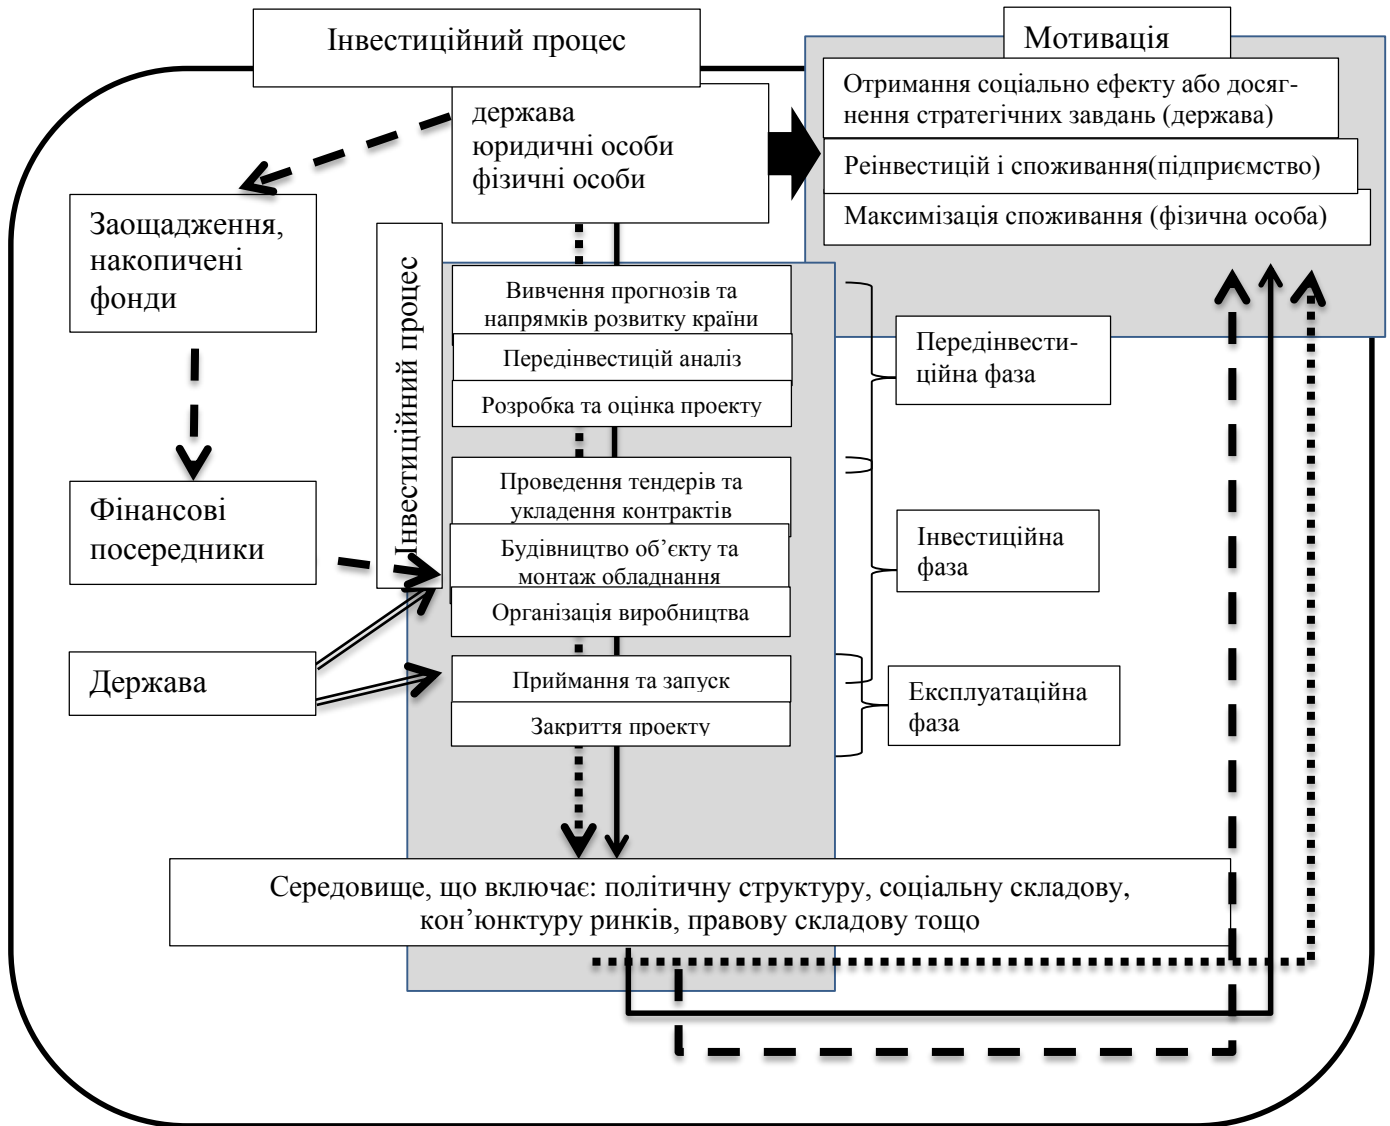 Інвестиційний процес
Мотивація
Отримання соціально ефекту або досяг-
нення стратегічних завдань (держава)
Реінвестицій і споживання(підприємство)
Максимізація споживання (фізична особа)
держава
юридичні особи
фізичні особи
Заощадження,
накопичені
фонди
Інвестиційний процес
Вивчення прогнозів та
напрямків розвитку країни
Передінвестицій аналіз
Розробка та оцінка проекту
Передінвести-
ційна фаза
Фінансові
посередники
Проведення тендерів та
укладення контрактів
Будівництво об’єкту та
монтаж обладнання
Організація виробництва
Інвестиційна
фаза
Держава
Приймання та запуск
Закриття проекту
Експлуатаційна
фаза
Середовище, що включає: політичну структуру, соціальну складову,
кон’юнктуру ринків, правову складову тощо